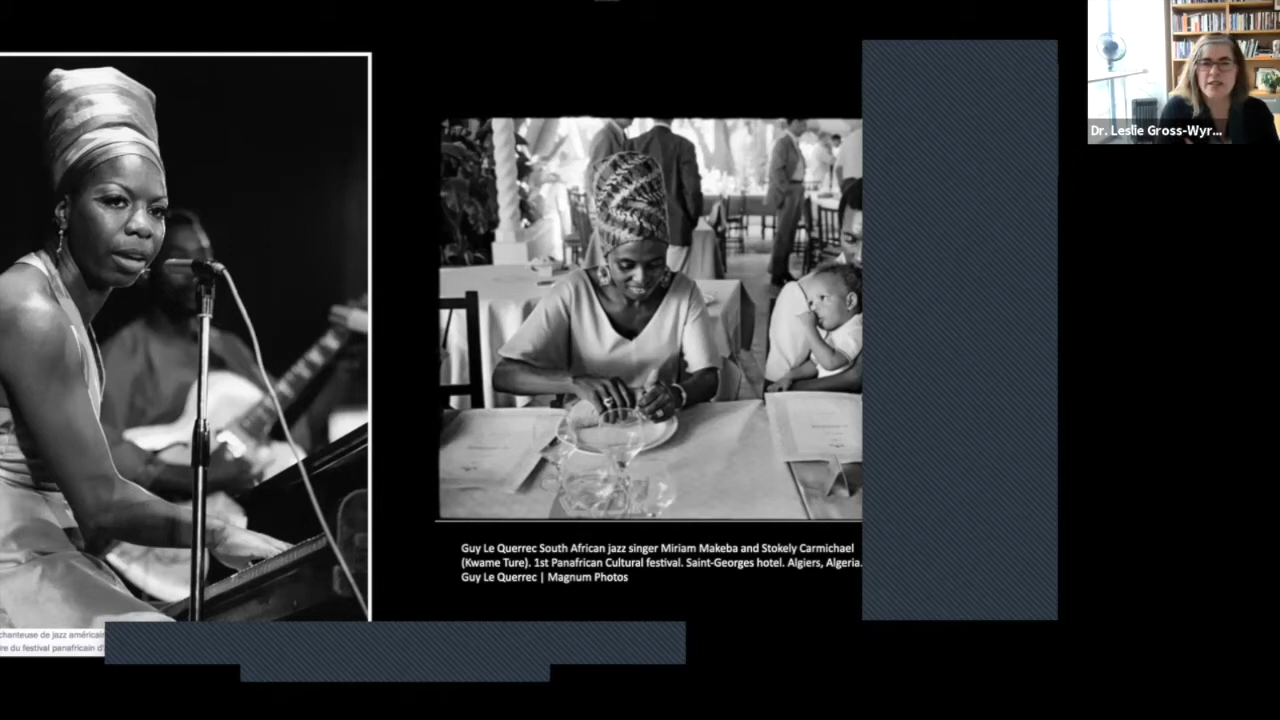 Dr. Leslie Gross-Wyr...
Guy Le Querrec South African jazz singer Miriam Makeba and Stokely Carmichael
(Kwame Ture). 1st Panafrican Cultural festival. Saint-Georges hotel. Algiers, Algeria.
Guy Le Querrec | Magnum Photos
chanteuse de jazz américain
ire du festival panafricain d'